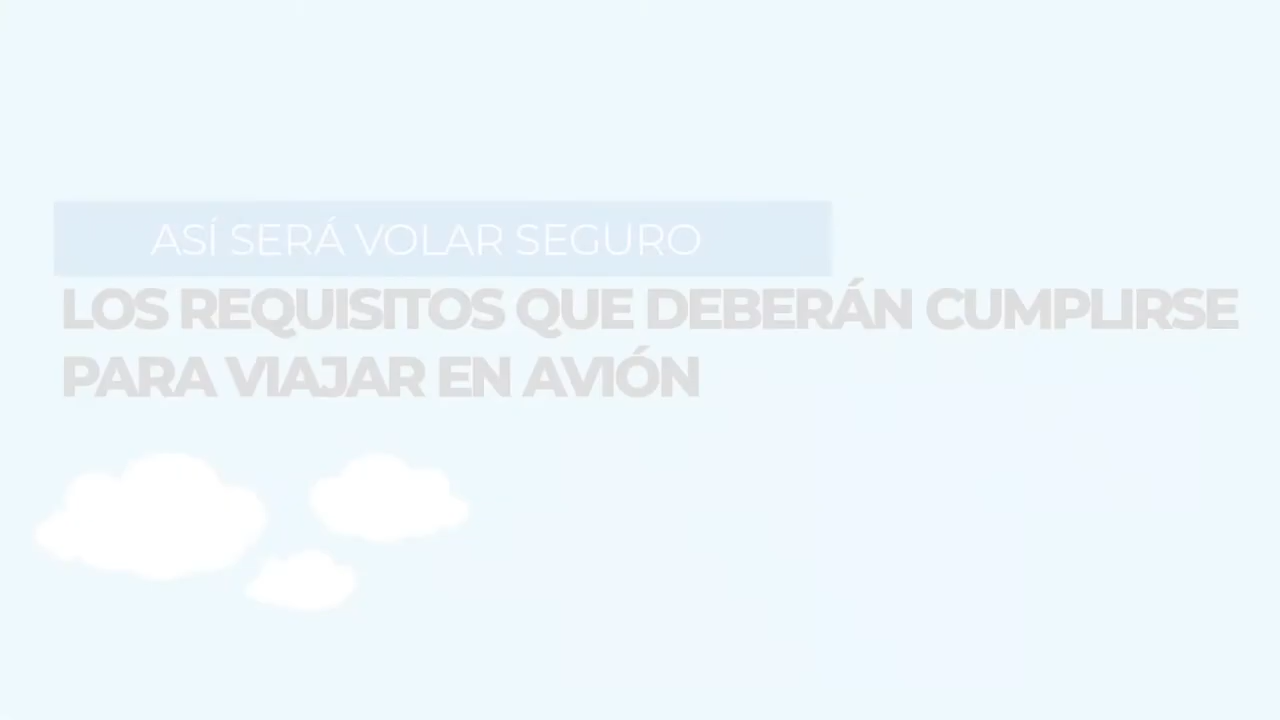 ASÍ SERÁ VOLAR SEGURO
LOS REQUISITOS QUE DEBERÁN CUMPLIRSE
PARA VIAJAR EN AVIÓN